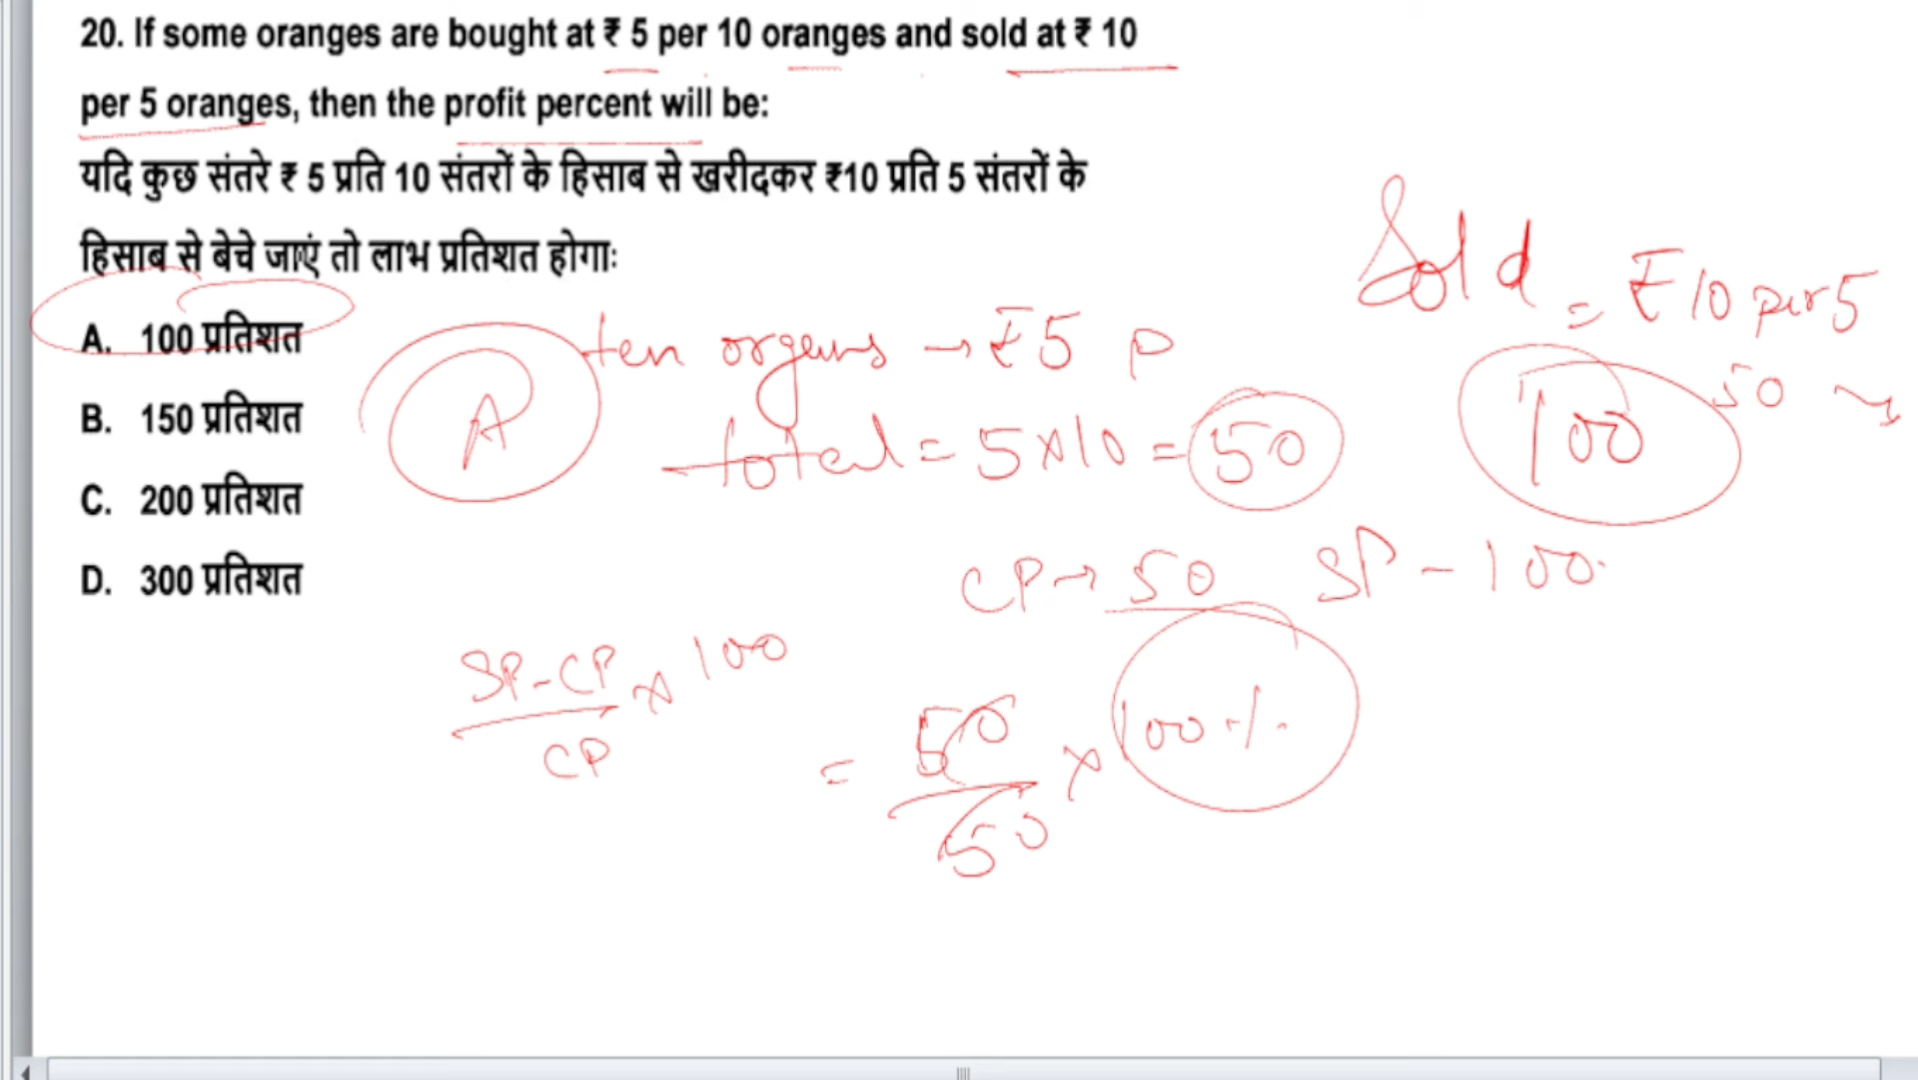 20. If some oranges are bought at ₹ 5 per 10 oranges and sold at ₹ 10
per 5 oranges, then the profit percent will be:
यदि कुछ संतरे ₹ 5 प्रति 10 संतरों के हिसाब से खरीदकर ₹10 प्रति 5 संतरों के
हिसाब से बेचे जाएं तो लाभ प्रतिशत होगाः
A. 100 प्रतिशत
B. 150 प्रतिशत
C. 200 प्रतिशत
D. 300 प्रतिशत
Sold = ₹10 per 5
50 →
100
A
ten orgens → ₹5 P
total = 5×10 = 50
CP → 50 SP - 100.
SP-CP
CP
× 100
= 50
50
× 100 %